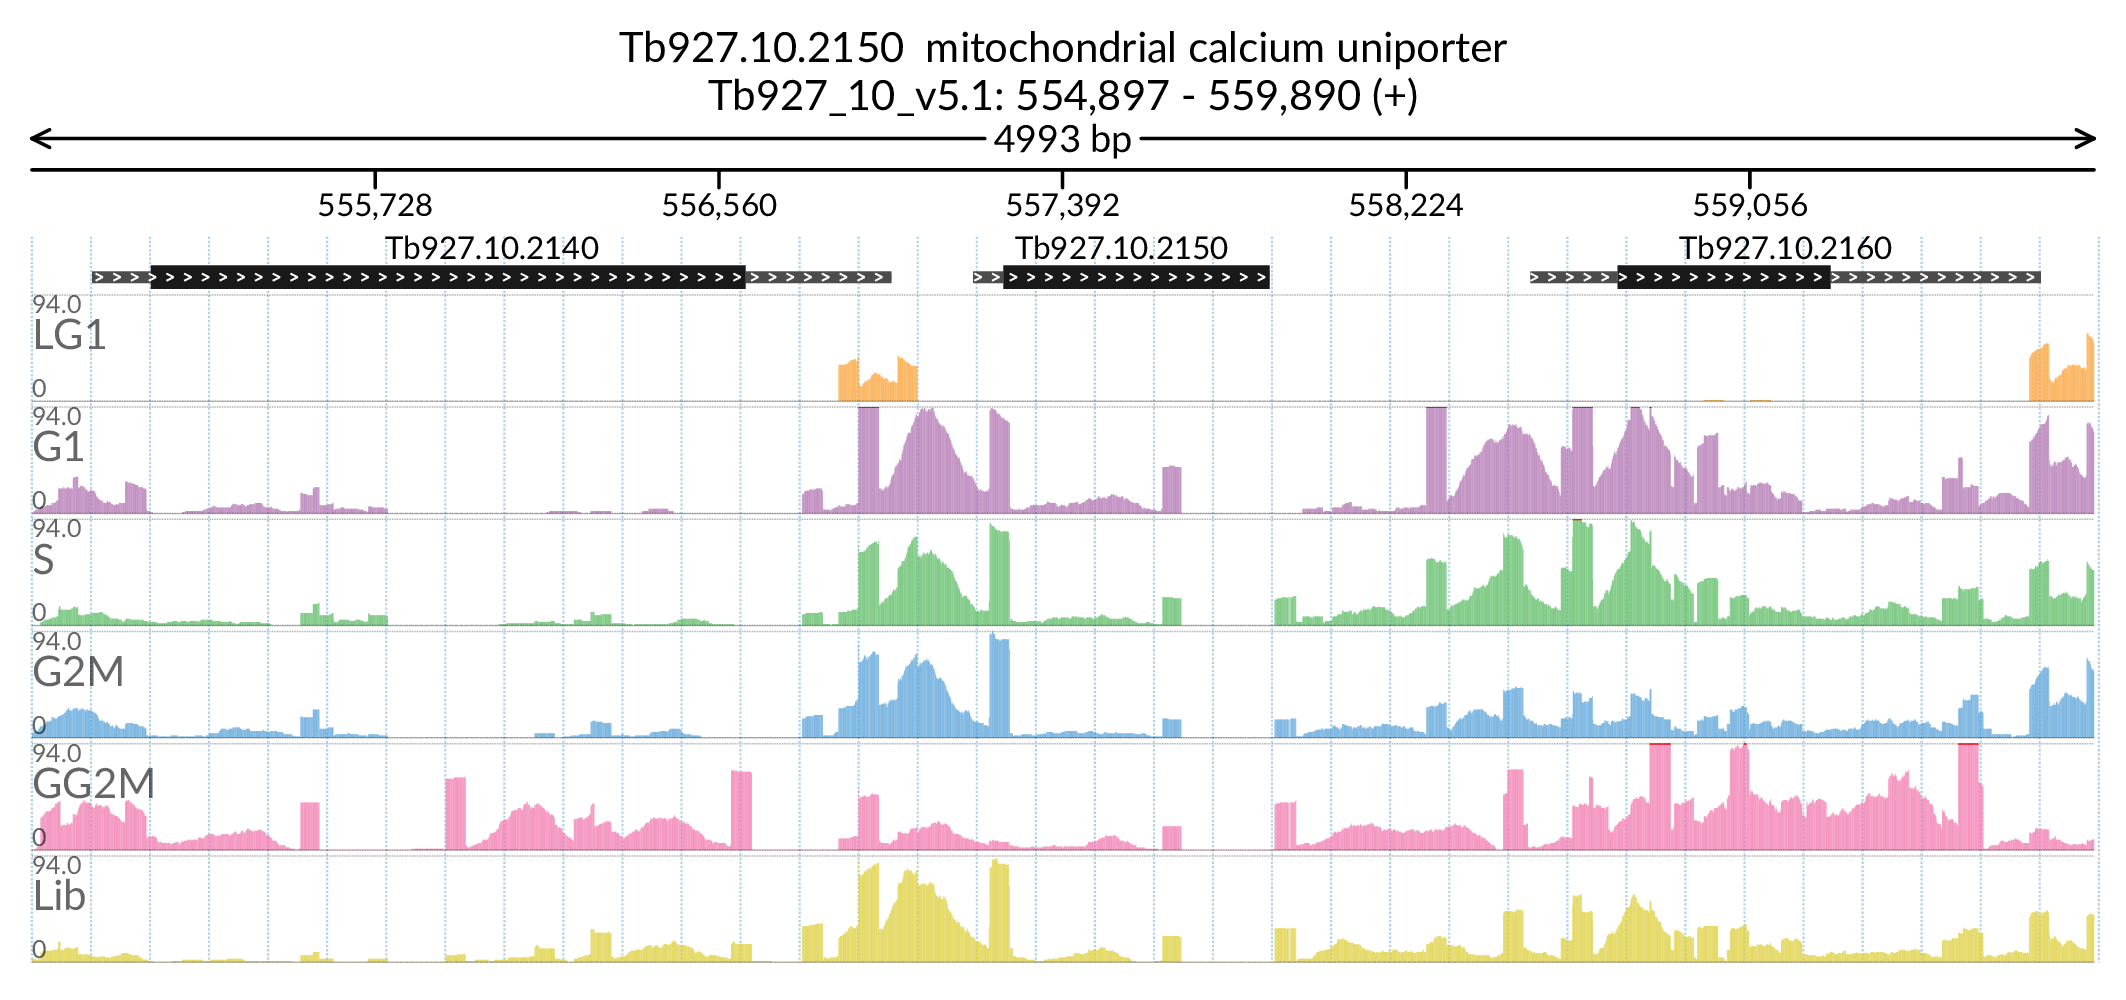 Tb927.10.2150  mitochondrial calcium uniporter
Tb927_10_v5.1: 554,897 - 559,890 (+)
4993 bp
555,728 556,560 557,392 558,224 559,056
Tb927.10.2140 Tb927.10.2150 Tb927.10.2160
94.0
LG1
0
94.0
G1
0
94.0
S
0
94.0
G2M
0
94.0
GG2M
0
94.0
Lib
0